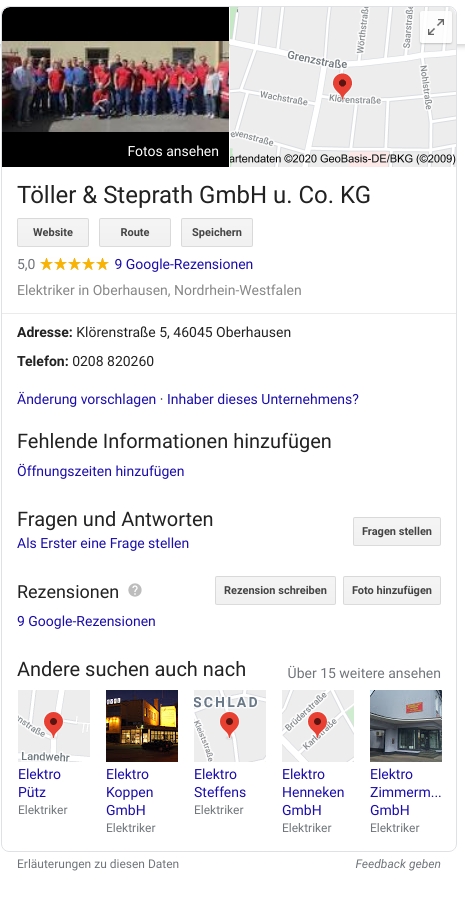 Wörthstraße
Saarstraße
Grenzstraße
Nohlstraße
Wachstraße
Klörenstraße
evenstraße
Fotos ansehen
artendaten ©2020 GeoBasis-DE/BKG (©2009)
Töller & Steprath GmbH u. Co. KG
Website Route Speichern
5,0 9 Google-Rezensionen
Elektriker in Oberhausen, Nordrhein-Westfalen
Adresse: Klörenstraße 5, 46045 Oberhausen
Telefon: 0208 820260
Änderung vorschlagen · Inhaber dieses Unternehmens?
Fehlende Informationen hinzufügen
Öffnungszeiten hinzufügen
Fragen und Antworten
Fragen stellen
Als Erster eine Frage stellen
Rezensionen ?
Rezension schreiben Foto hinzufügen
9 Google-Rezensionen
Andere suchen auch nach
Über 15 weitere ansehen
nstraße
Landwehr
SCHLAD
Kleiststraße
Brüderstraße
Karlstraße
Elektro Pütz
Elektriker
Elektro Koppen GmbH
Elektriker
Elektro Steffens
Elektriker
Elektro Henneken GmbH
Elektriker
Elektro Zimmerm... GmbH
Elektriker
Erläuterungen zu diesen Daten
Feedback geben